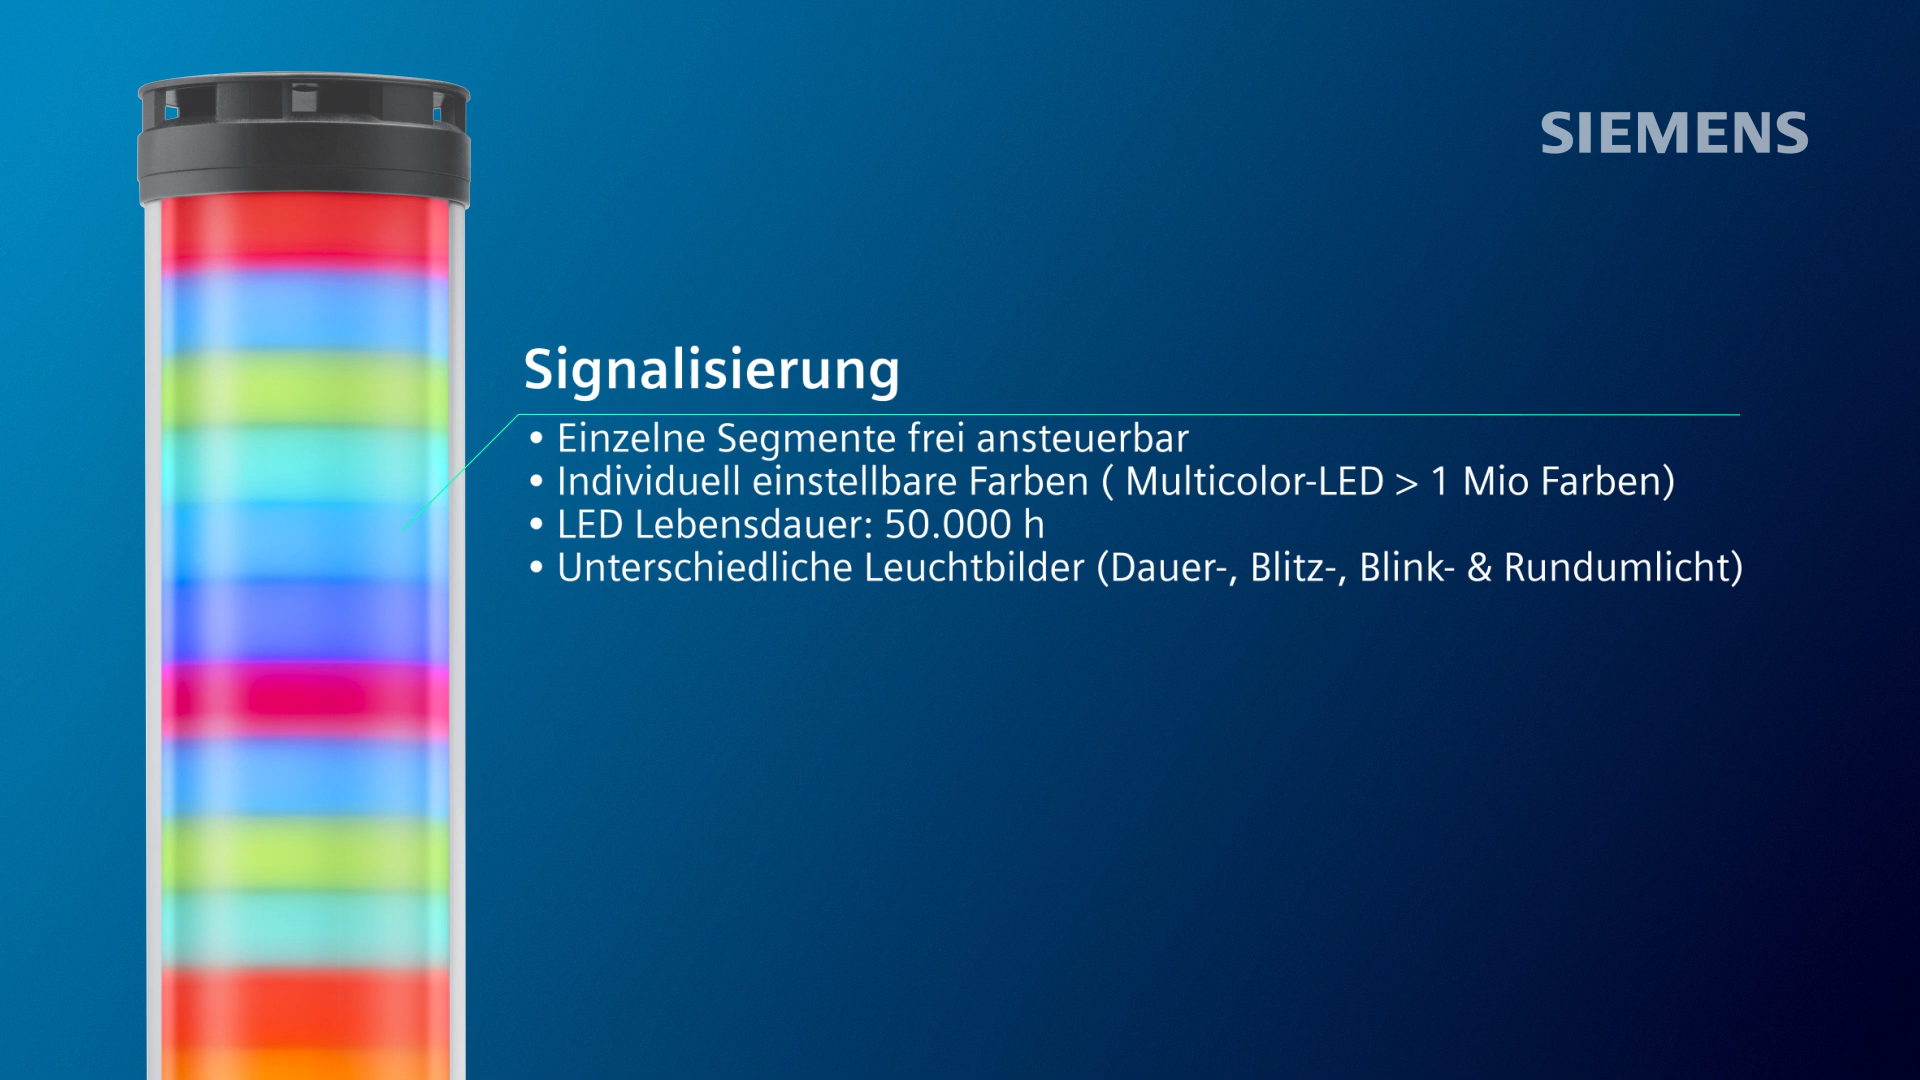 SIEMENS
Signalisierung
• Einzelne Segmente frei ansteuerbar
• Individuell einstellbare Farben ( Multicolor-LED > 1 Mio Farben)
• LED Lebensdauer: 50.000 h
• Unterschiedliche Leuchtbilder (Dauer-, Blitz-, Blink- & Rundumlicht)